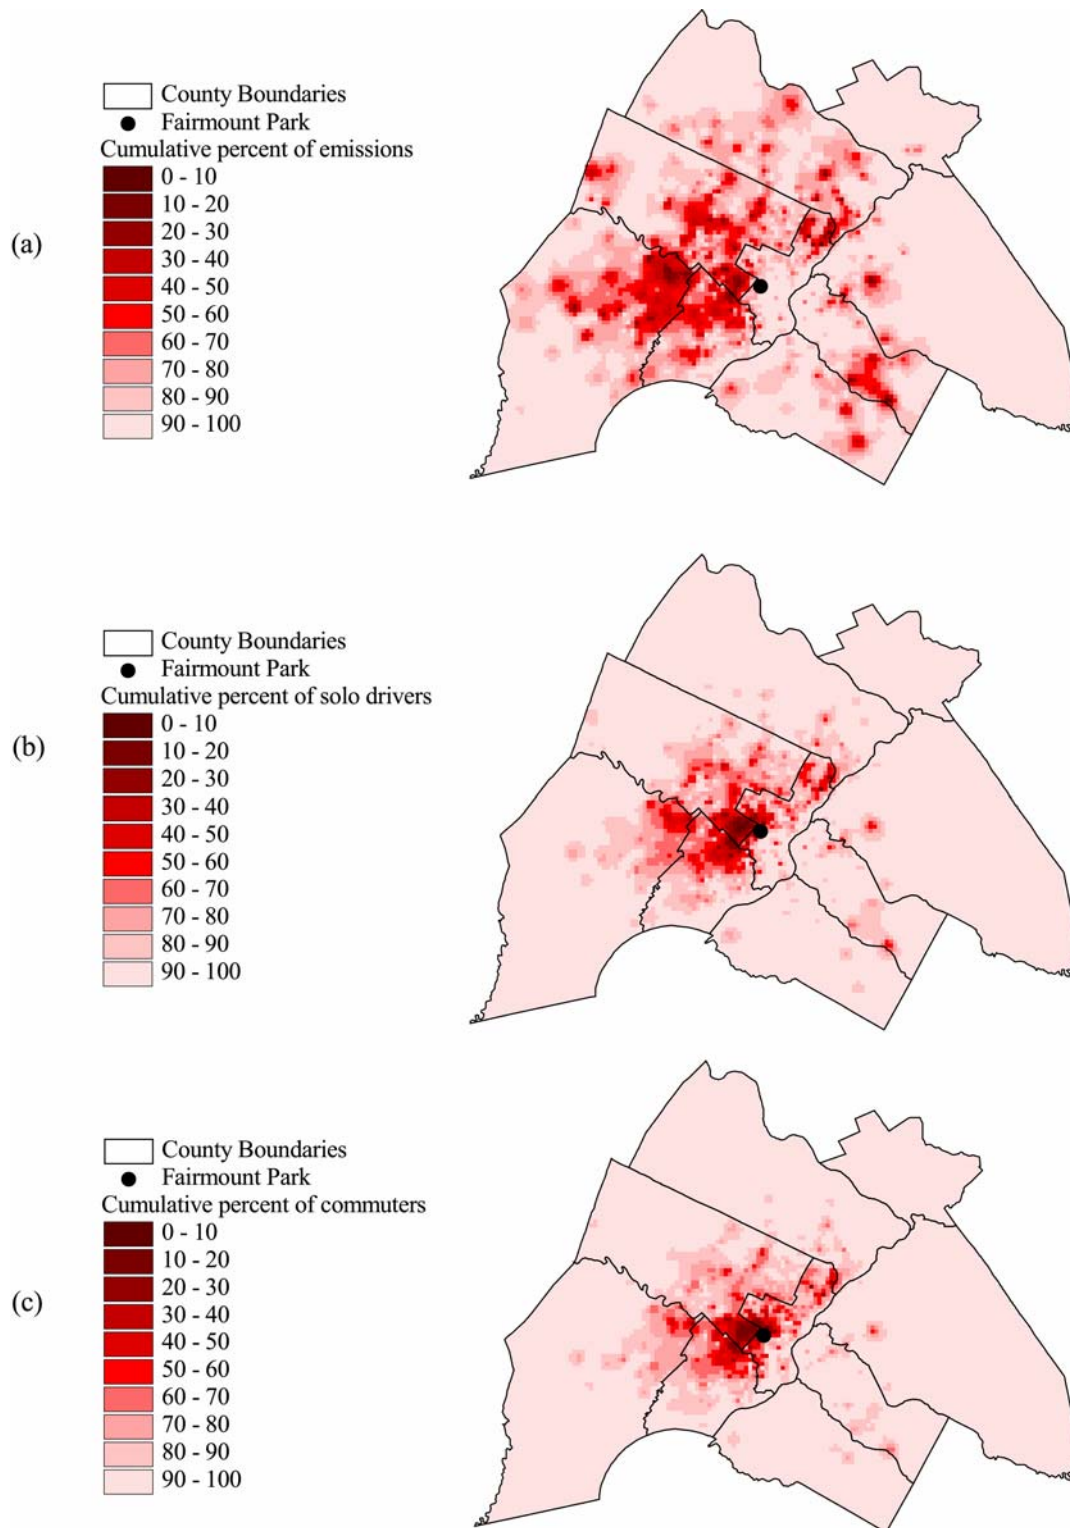 County Boundaries
Fairmount Park
Cumulative percent of emissions
0 - 10
10 - 20
20 - 30
(a)
30 - 40
40 - 50
50 - 60
60 - 70
70 - 80
80 - 90
90 - 100
County Boundaries
Fairmount Park
Cumulative percent of solo drivers
0 - 10
(b)
10 - 20
20 - 30
30 - 40
40 - 50
50 - 60
60 - 70
70 - 80
80 - 90
90 - 100
County Boundaries
Fairmount Park
Cumulative percent of commuters
0 - 10
10 - 20
20 - 30
(c)
30 - 40
40 - 50
50 - 60
60 - 70
70 - 80
80 - 90
90 - 100